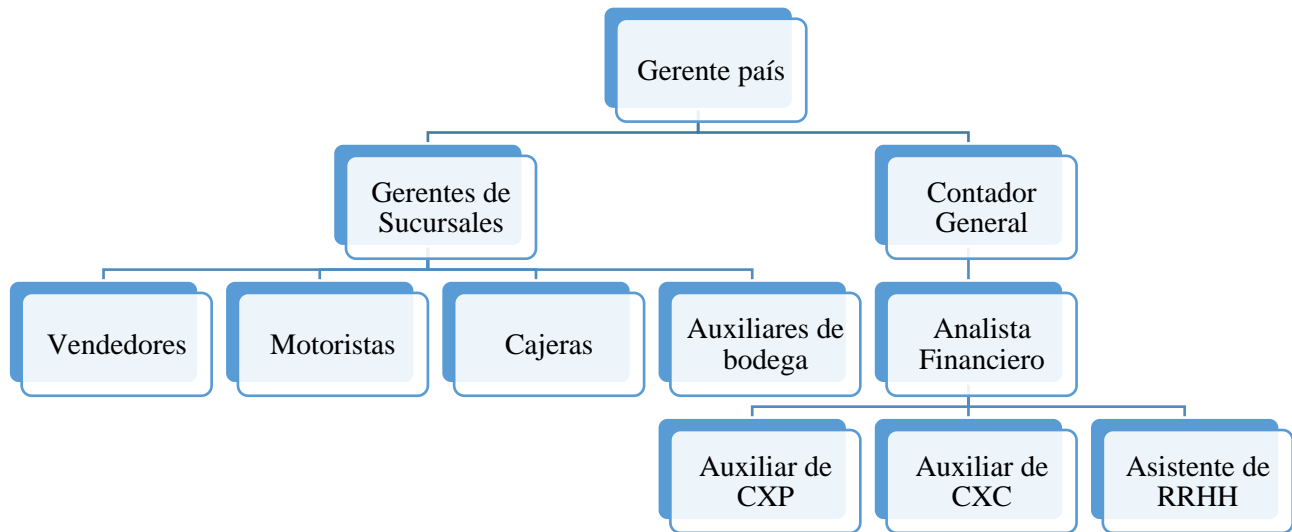 Gerente país
Gerentes de
Sucursales
Contador
General
Vendedores
Motoristas
Cajeras
Auxiliares de
bodega
Analista
Financiero
Auxiliar de
CXP
Auxiliar de
CXC
Asistente de
RRHH